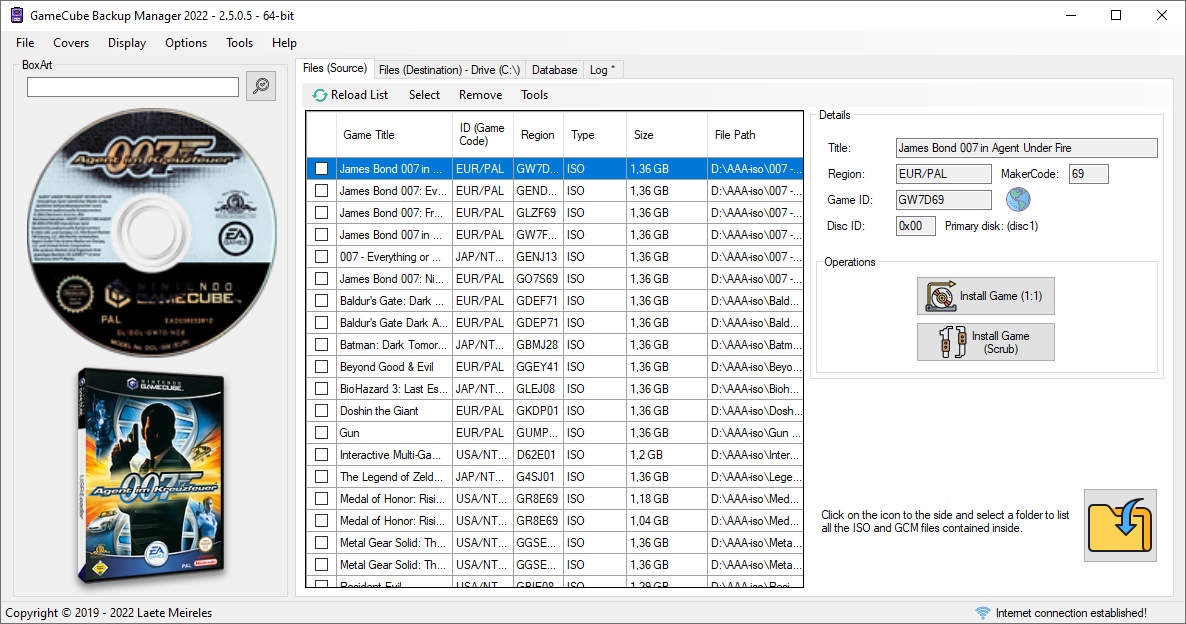 GameCube Backup Manager 2022 - 2.5.0.5 - 64-bit
File Covers Display Options Tools Help
BoxArt
007
Agent im Kreuzfeuer
EA GAMES
NINTENDO
GAMECUBE™
PAL
NINTENDO
GAMECUBE
007
Agent im Kreuzfeuer
EA GAMES
PAL
Nintendo
Files (Source) Files (Destination) - Drive (C:\) Database Log *
Reload List Select Remove Tools
Game Title ID (Game Code) Region Type Size File Path
James Bond 007 in ... EUR/PAL GW7D... ISO 1,36 GB D:\AAA-iso\007 -...
James Bond 007: Ev... EUR/PAL GEND... ISO 1,36 GB D:\AAA-iso\007 -...
James Bond 007: Fr... EUR/PAL GLZF69 ISO 1,36 GB D:\AAA-iso\007 -...
James Bond 007 in ... EUR/PAL GW7F... ISO 1,36 GB D:\AAA-iso\007 -...
007 - Everything or ... JAP/NT... GENJ13 ISO 1,36 GB D:\AAA-iso\007 -...
James Bond 007: Ni... EUR/PAL GO7S69 ISO 1,36 GB D:\AAA-iso\007 -...
Baldur's Gate: Dark ... EUR/PAL GDEF71 ISO 1,36 GB D:\AAA-iso\Bald...
Baldur's Gate Dark A... EUR/PAL GDEP71 ISO 1,36 GB D:\AAA-iso\Bald...
Batman: Dark Tomor... JAP/NT... GBMJ28 ISO 1,36 GB D:\AAA-iso\Batm...
Beyond Good & Evil EUR/PAL GGEY41 ISO 1,36 GB D:\AAA-iso\Beyo...
BioHazard 3: Last Es... JAP/NT... GLEJ08 ISO 1,36 GB D:\AAA-iso\Bioh...
Doshin the Giant EUR/PAL GKDP01 ISO 1,36 GB D:\AAA-iso\Dosh...
Gun EUR/PAL GUMP... ISO 1,36 GB D:\AAA-iso\Gun ...
Interactive Multi-Ga... USA/NT... D62E01 ISO 1,2 GB D:\AAA-iso\Inter...
The Legend of Zeld... JAP/NT... G4SJ01 ISO 1,36 GB D:\AAA-iso\Lege...
Medal of Honor: Risi... USA/NT... GR8E69 ISO 1,18 GB D:\AAA-iso\Med...
Medal of Honor: Risi... USA/NT... GR8E69 ISO 1,04 GB D:\AAA-iso\Med...
Metal Gear Solid: Th... USA/NT... GGSE... ISO 1,36 GB D:\AAA-iso\Meta...
Metal Gear Solid: Th... USA/NT... GGSE... ISO 1,36 GB D:\AAA-iso\Meta...
Resident Evil USA/NT... GBIE08 ISO 1,29 GB D:\AAA-iso\Resi...
Details
Title: James Bond 007 in Agent Under Fire
Region: EUR/PAL MakerCode: 69
Game ID: GW7D69
Disc ID: 0x00 Primary disk: (disc1)
Operations
Install Game (1:1)
Install Game
(Scrub)
Click on the icon to the side and select a folder to list
all the ISO and GCM files contained inside.
Copyright © 2019 - 2022 Laete Meireles
Internet connection established!